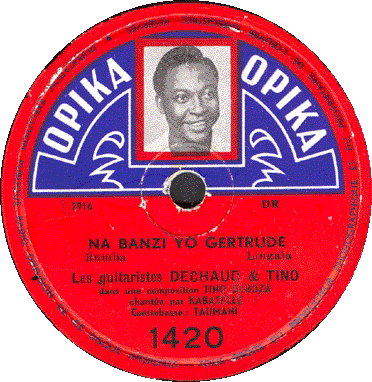 OPIKA OPIKA
2916 DR
NA BANZI YO GERTRUDE
Rumba Lingala
Les guitaristes DECHAUD & TINO
dans une composition TINO BAROZA
chantée par KABASELLE
Contrebasse: TAUMANI
1420